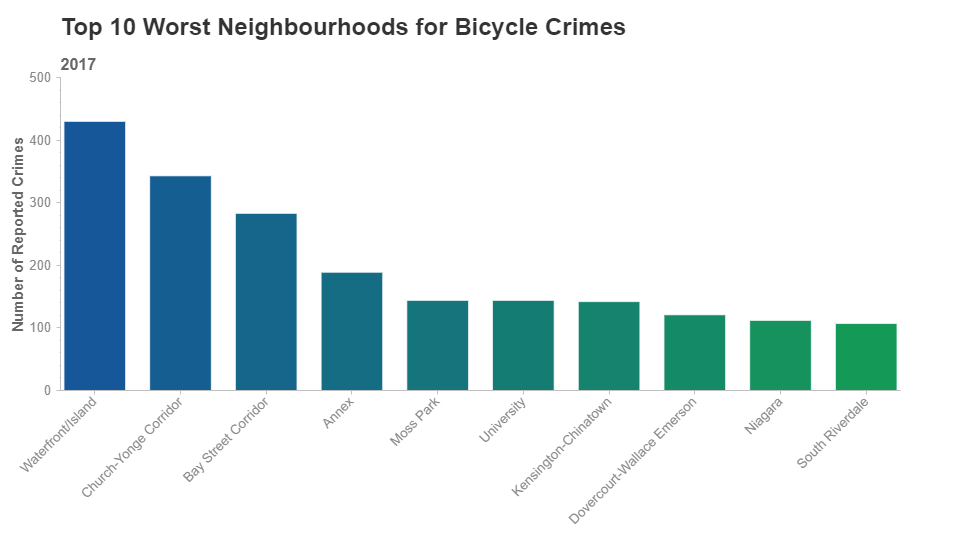 Top 10 Worst Neighbourhoods for Bicycle Crimes
2017
Number of Reported Crimes
500
400
300
200
100
0
Waterfront/Island
Church-Yonge Corridor
Bay Street Corridor
Annex
Moss Park
University
Kensington-Chinatown
Dovercourt-Wallace Emerson
Niagara
South Riverdale